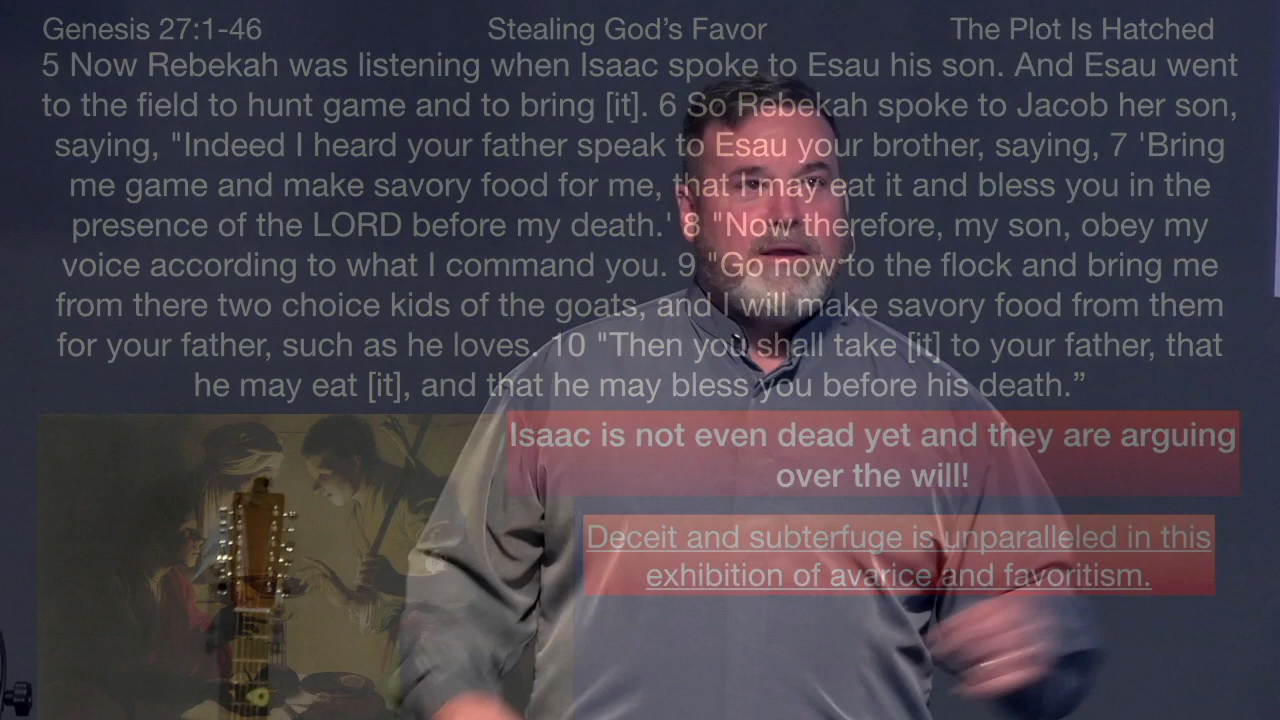 Genesis 27:1-46 Stealing God’s Favor The Plot Is Hatched
5 Now Rebekah was listening when Isaac spoke to Esau his son. And Esau went
to the field to hunt game and to bring [it]. 6 So Rebekah spoke to Jacob her son,
saying, "Indeed I heard your father speak to Esau your brother, saying, 7 'Bring
me game and make savory food for me, that I may eat it and bless you in the
presence of the LORD before my death.' 8 "Now therefore, my son, obey my
voice according to what I command you. 9 "Go now to the flock and bring me
from there two choice kids of the goats, and I will make savory food from them
for your father, such as he loves. 10 "Then you shall take [it] to your father, that
he may eat [it], and that he may bless you before his death.”
Isaac is not even dead yet and they are arguing
over the will!
Deceit and subterfuge is unparalleled in this
exhibition of avarice and favoritism.